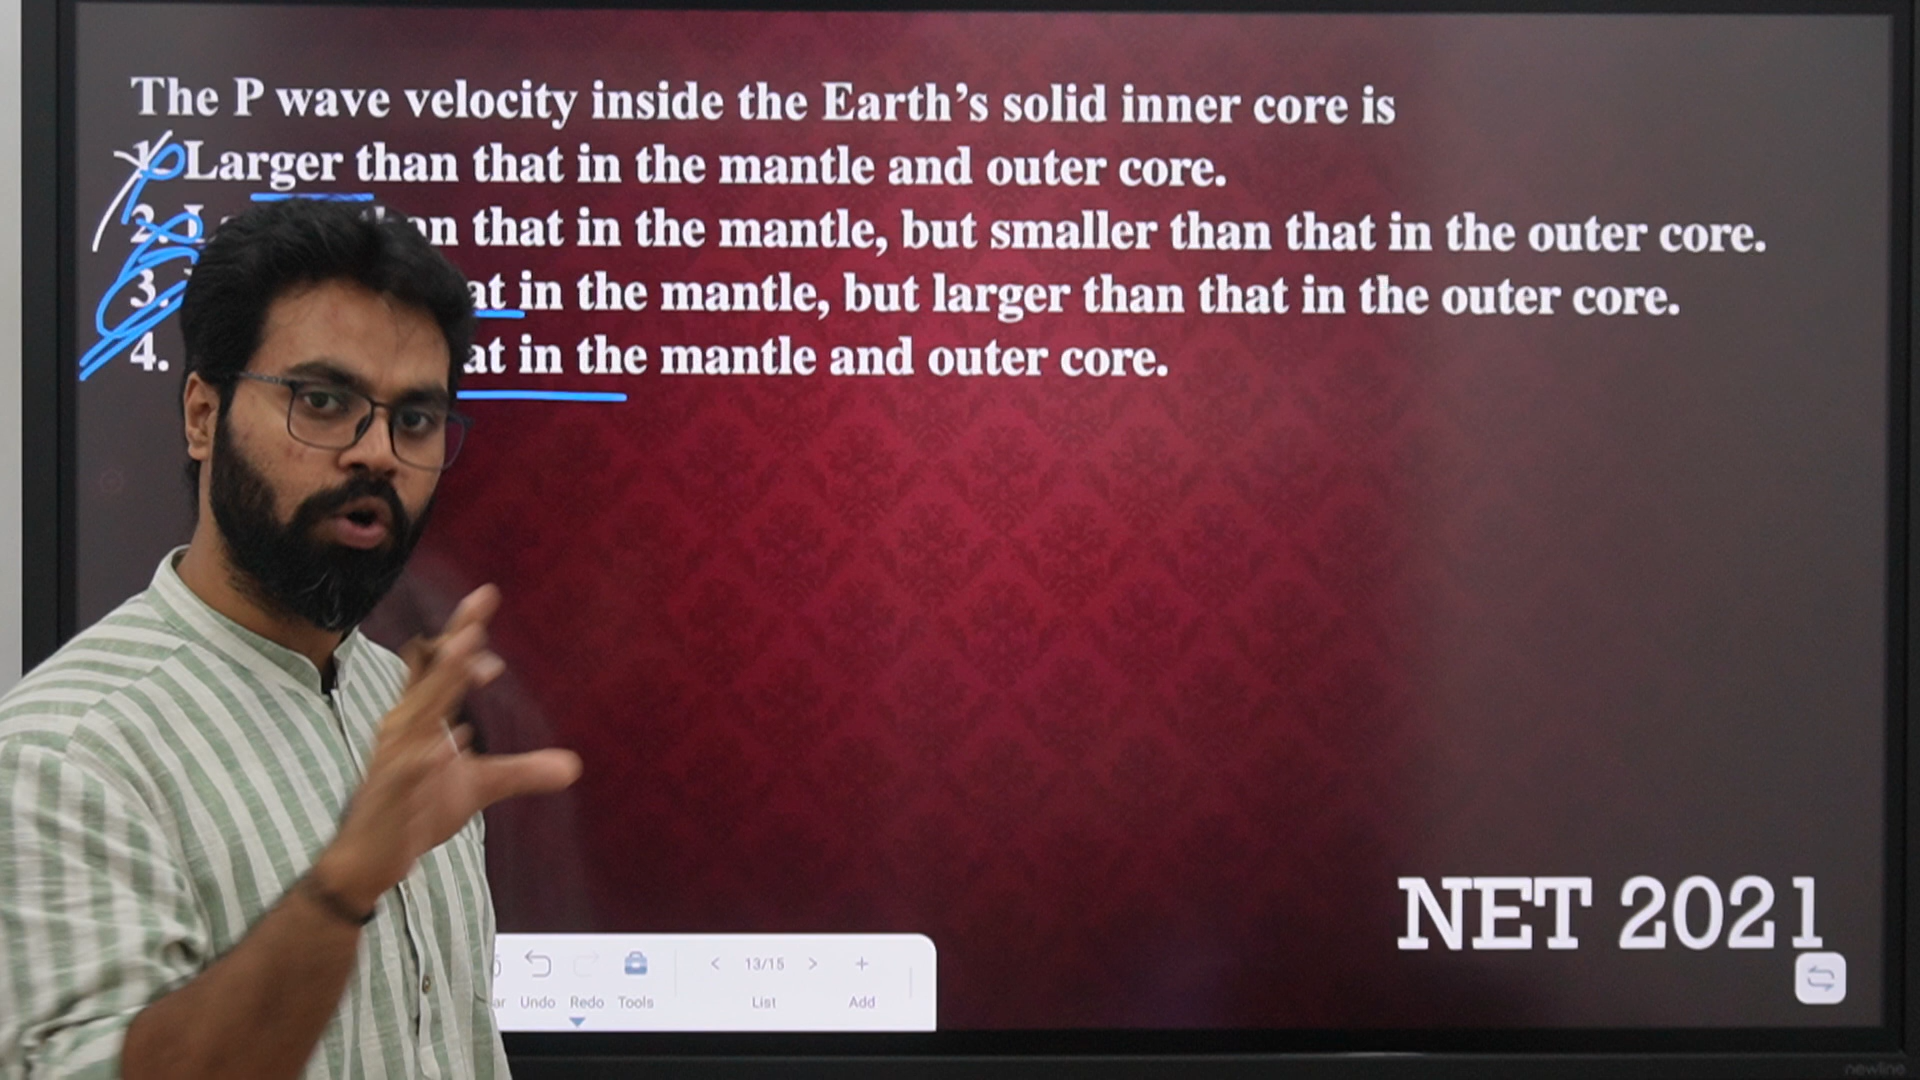 The P wave velocity inside the Earth's solid inner core is
1. Larger than that in the mantle and outer core.
2. than that in the mantle, but smaller than that in the outer core.
3. in the mantle, but larger than that in the outer core.
4. in the mantle and outer core.
NET 2021
Undo Redo Tools
< 13/15 > +
List Add
newline